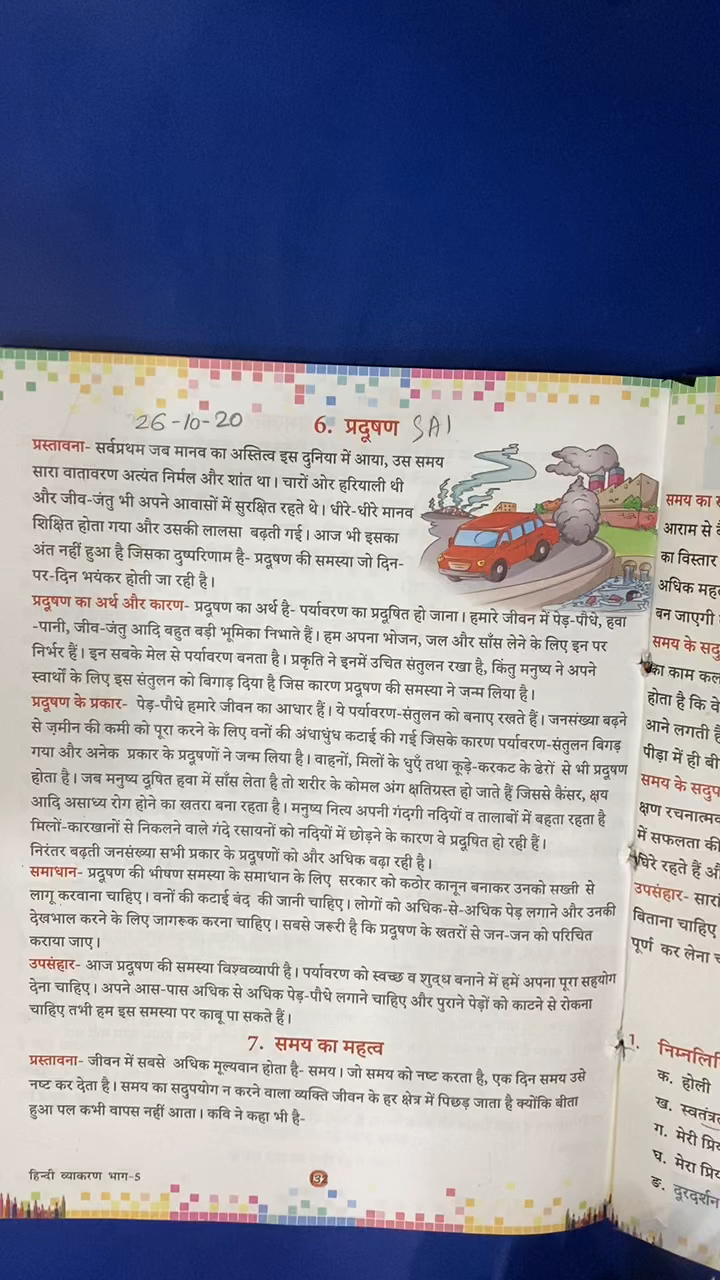 26-10-20
6. प्रदूषण SAI
प्रस्तावना- सर्वप्रथम जब मानव का अस्तित्व इस दुनिया में आया, उस समय
सारा वातावरण अत्यंत निर्मल और शांत था। चारों ओर हरियाली थी
और जीव-जंतु भी अपने आवासों में सुरक्षित रहते थे। धीरे-धीरे मानव
शिक्षित होता गया और उसकी लालसा बढ़ती गई। आज भी इसका
अंत नहीं हुआ है जिसका दुष्परिणाम है- प्रदूषण की समस्या जो दिन-
पर-दिन भयंकर होती जा रही है।
प्रदूषण का अर्थ और कारण- प्रदूषण का अर्थ है- पर्यावरण का प्रदूषित हो जाना। हमारे जीवन में पेड़-पौधे, हवा
-पानी, जीव-जंतु आदि बहुत बड़ी भूमिका निभाते हैं। हम अपना भोजन, जल और साँस लेने के लिए इन पर
निर्भर हैं। इन सबके मेल से पर्यावरण बनता है। प्रकृति ने इनमें उचित संतुलन रखा है, किंतु मनुष्य ने अपने
स्वार्थों के लिए इस संतुलन को बिगाड़ दिया है जिस कारण प्रदूषण की समस्या ने जन्म लिया है।
प्रदूषण के प्रकार- पेड़-पौधे हमारे जीवन का आधार हैं। ये पर्यावरण-संतुलन को बनाए रखते हैं। जनसंख्या बढ़ने
से ज़मीन की कमी को पूरा करने के लिए वनों की अंधाधुंध कटाई की गई जिसके कारण पर्यावरण-संतुलन बिगड़
गया और अनेक प्रकार के प्रदूषणों ने जन्म लिया है। वाहनों, मिलों के धुएँ तथा कूड़े-करकट के ढेरों से भी प्रदूषण
होता है। जब मनुष्य दूषित हवा में साँस लेता है तो शरीर के कोमल अंग क्षतिग्रस्त हो जाते हैं जिससे कैंसर, क्षय
आदि असाध्य रोग होने का खतरा बना रहता है। मनुष्य नित्य अपनी गंदगी नदियों व तालाबों में बहता रहता है
मिलों-कारखानों से निकलने वाले गंदे रसायनों को नदियों में छोड़ने के कारण वे प्रदूषित हो रही हैं।
निरंतर बढ़ती जनसंख्या सभी प्रकार के प्रदूषणों को और अधिक बढ़ा रही है।
समाधान- प्रदूषण की भीषण समस्या के समाधान के लिए सरकार को कठोर कानून बनाकर उनको सख्ती से
लागू करवाना चाहिए। वनों की कटाई बंद की जानी चाहिए। लोगों को अधिक-से-अधिक पेड़ लगाने और उनकी
देखभाल करने के लिए जागरूक करना चाहिए। सबसे जरूरी है कि प्रदूषण के खतरों से जन-जन को परिचित
कराया जाए।
उपसंहार- आज प्रदूषण की समस्या विश्वव्यापी है। पर्यावरण को स्वच्छ व शुद्ध बनाने में हमें अपना पूरा सहयोग
देना चाहिए। अपने आस-पास अधिक से अधिक पेड़-पौधे लगाने चाहिए और पुराने पेड़ों को काटने से रोकना
चाहिए तभी हम इस समस्या पर काबू पा सकते हैं।
7. समय का महत्व
प्रस्तावना- जीवन में सबसे अधिक मूल्यवान होता है- समय। जो समय को नष्ट करता है, एक दिन समय उसे
नष्ट कर देता है। समय का सदुपयोग न करने वाला व्यक्ति जीवन के हर क्षेत्र में पिछड़ जाता है क्योंकि बीता
हुआ पल कभी वापस नहीं आता। कवि ने कहा भी है-
हिन्दी व्याकरण भाग-5
समय का
आराम से
का विस्तार
अधिक
बन जाएगी
समय के
का काम
होता है कि वे
आने लगती
पीड़ा में ही
समय के
क्षण
में सफलता की
घिरे रहते हैं
उपसंहार-
बिताना चाहिए
पूर्ण कर लेना
1.
क. होली
ख.
ग. मेरी
घ. मेरा
ङ. दूरदर्शन